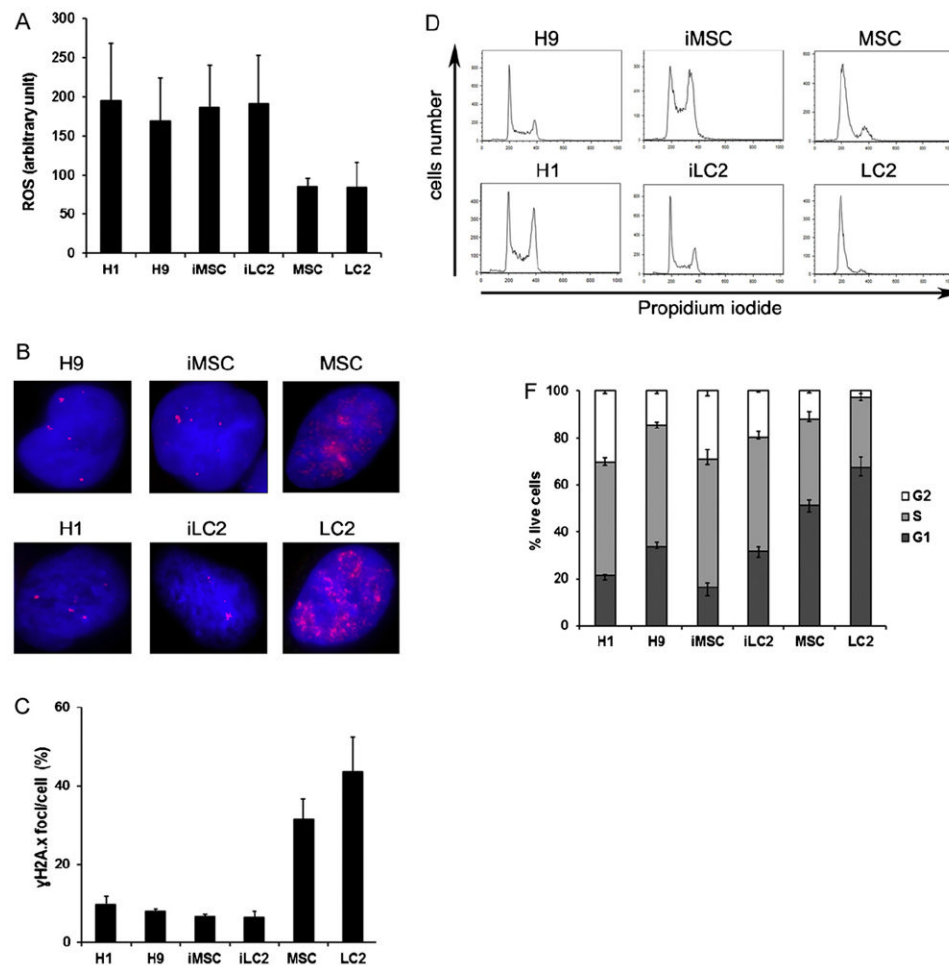 A
300
250
200
150
100
50
0
ROS (arbitrary unit)
H1 H9 iMSC iLC2 MSC LC2
B
H9 iMSC MSC
H1 iLC2 LC2
C
60
40
20
0
ɣH2A.x foci/cell (%)
H1 H9 iMSC iLC2 MSC LC2
D
cells number
H9 iMSC MSC
H1 iLC2 LC2
Propidium iodide
F
100
80
60
40
20
0
% live cells
H1 H9 iMSC iLC2 MSC LC2
G2
S
G1